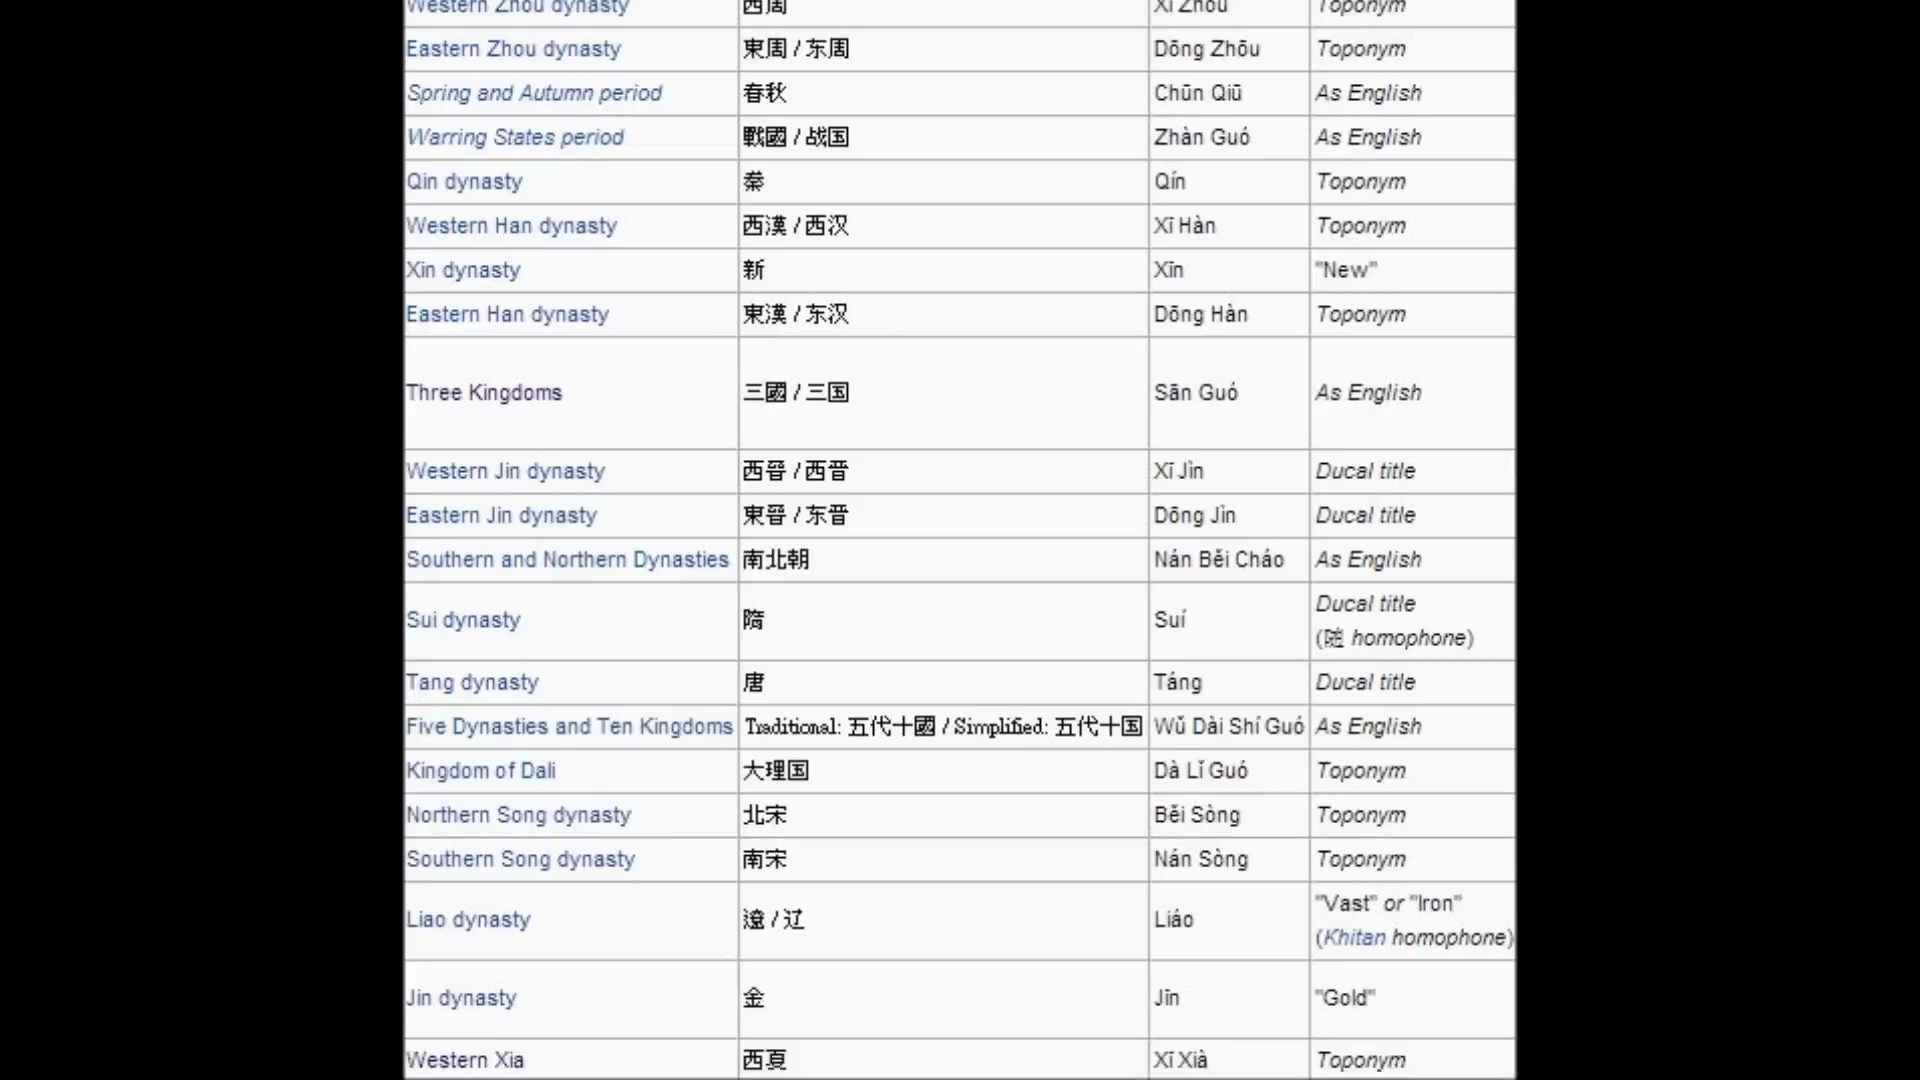 Western Zhou dynasty 西周 Xī Zhōu Toponym
Eastern Zhou dynasty 東周 / 东周 Dōng Zhōu Toponym
Spring and Autumn period 春秋 Chūn Qiū As English
Warring States period 戰國 / 战国 Zhàn Guó As English
Qin dynasty 秦 Qín Toponym
Western Han dynasty 西漢 / 西汉 Xī Hàn Toponym
Xin dynasty 新 Xīn "New"
Eastern Han dynasty 東漢 / 东汉 Dōng Hàn Toponym
Three Kingdoms 三國 / 三国 Sān Guó As English
Western Jin dynasty 西晉 / 西晋 Xī Jìn Ducal title
Eastern Jin dynasty 東晉 / 东晋 Dōng Jìn Ducal title
Southern and Northern Dynasties 南北朝 Nán Běi Cháo As English
Sui dynasty 隋 Suí Ducal title
(随 homophone)
Tang dynasty 唐 Táng Ducal title
Five Dynasties and Ten Kingdoms Traditional: 五代十國 / Simplified: 五代十国 Wǔ Dài Shí Guó As English
Kingdom of Dali 大理国 Dà Lǐ Guó Toponym
Northern Song dynasty 北宋 Běi Sòng Toponym
Southern Song dynasty 南宋 Nán Sòng Toponym
Liao dynasty 遼 / 辽 Liáo "Vast" or "Iron"
(Khitan homophone)
Jin dynasty 金 Jīn "Gold"
Western Xia 西夏 Xī Xià Toponym